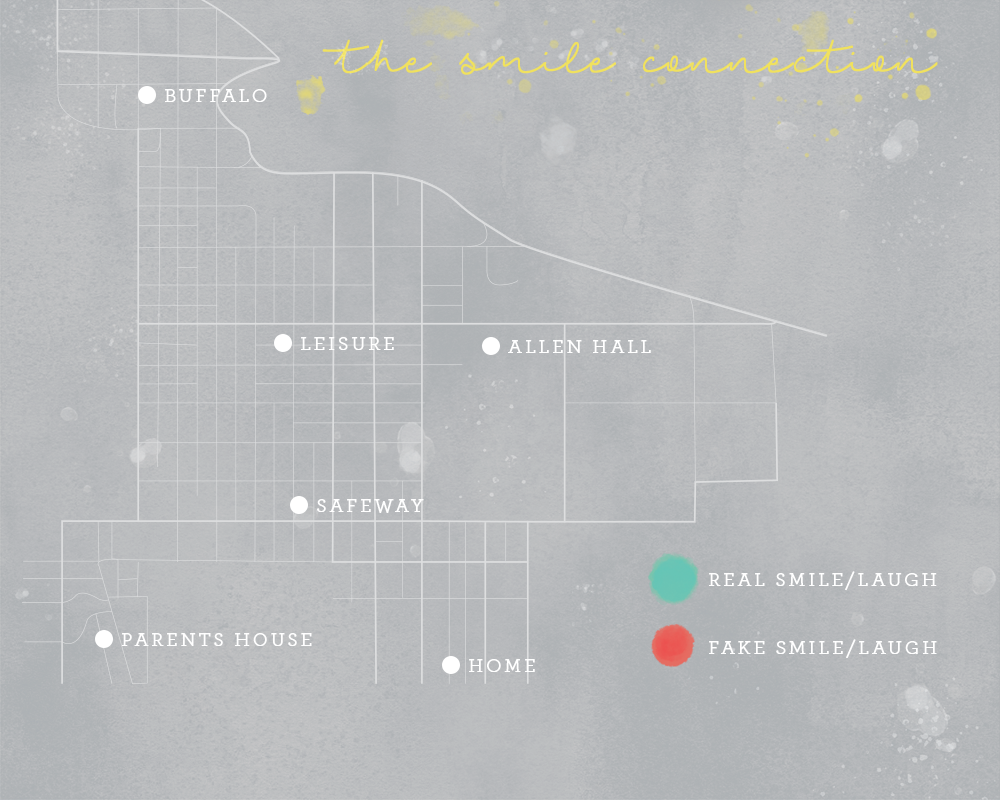 the smile connection
BUFFALO
LEISURE
ALLEN HALL
SAFEWAY
REAL SMILE/LAUGH
PARENTS HOUSE
FAKE SMILE/LAUGH
HOME